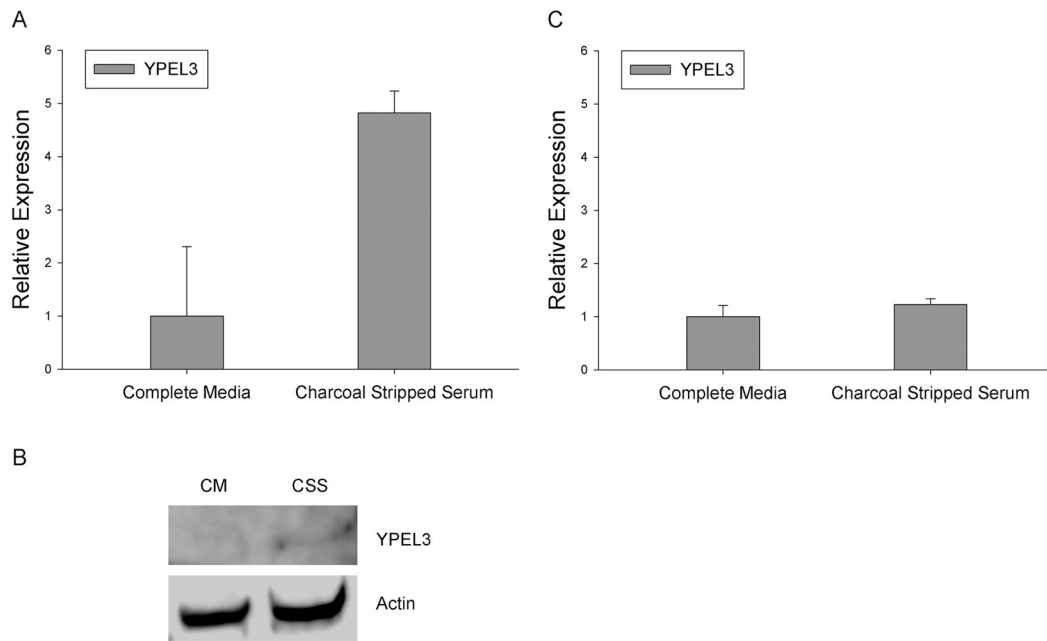 A
6
5
4
3
2
1
0
Relative Expression
YPEL3
Complete Media
Charcoal Stripped Serum
C
6
5
4
3
2
1
0
Relative Expression
YPEL3
Complete Media
Charcoal Stripped Serum
B
CM CSS
YPEL3
Actin